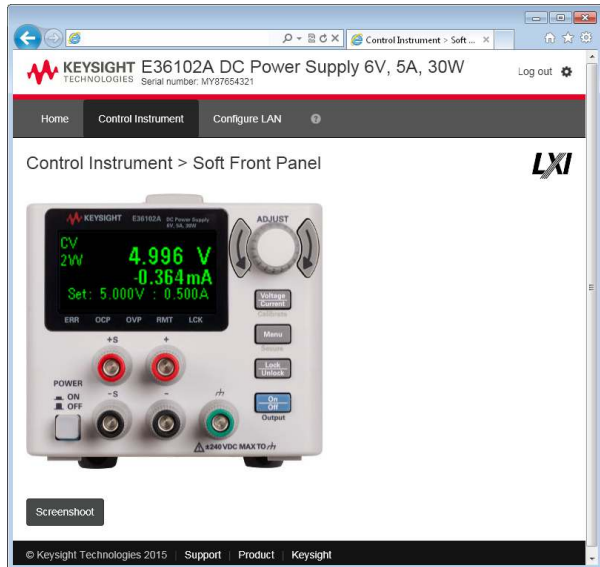 Control Instrument > Soft ...
KEYSIGHT TECHNOLOGIES
E36102A DC Power Supply 6V, 5A, 30W
Serial number: MY87654321
Log out
Home Control Instrument Configure LAN ?
Control Instrument > Soft Front Panel
LXI
KEYSIGHT E36102A DC Power Supply
6V, 5A, 30W
ADJUST
CV
2W 4.996 V
-0.364mA
Set: 5.000V : 0.500A
ERR OCP OVP RMT LCK
Voltage
Current
Calibrate
Menu
Secure
Lock
Unlock
On
Off
Output
+S +
POWER
ON
OFF
-S -
±240 VDC MAX TO
Screenshoot
© Keysight Technologies 2015 | Support | Product | Keysight